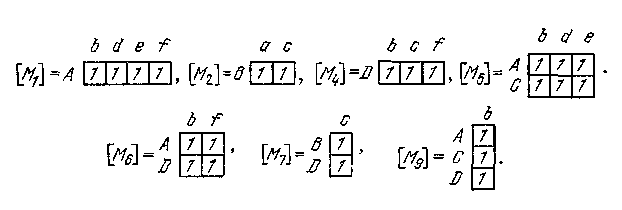 b d e f a c b c f b d e
[M₁]=A 1 1 1 1, [M₂]=B 1 1, [M₄]=D 1 1 1, [M₅]= A 1 1 1
C 1 1 1 .
b f c b
[M₆]= A 1 1, [M₇]= B 1, [M₉]= A 1
D 1 1 D 1 C 1
D 1 .